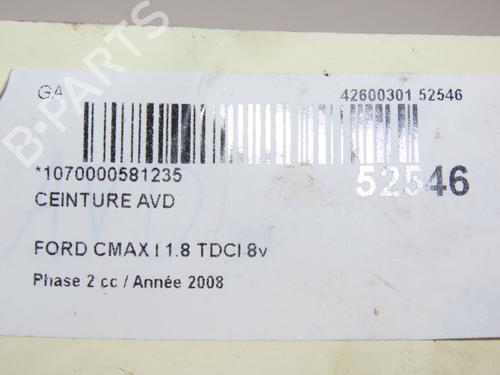 B-PARTS
GA
42600301 52546
*1070000581235
52546
CEINTURE AVD
FORD CMAX I 1.8 TDCI 8v
Phase 2 cc / Année 2008